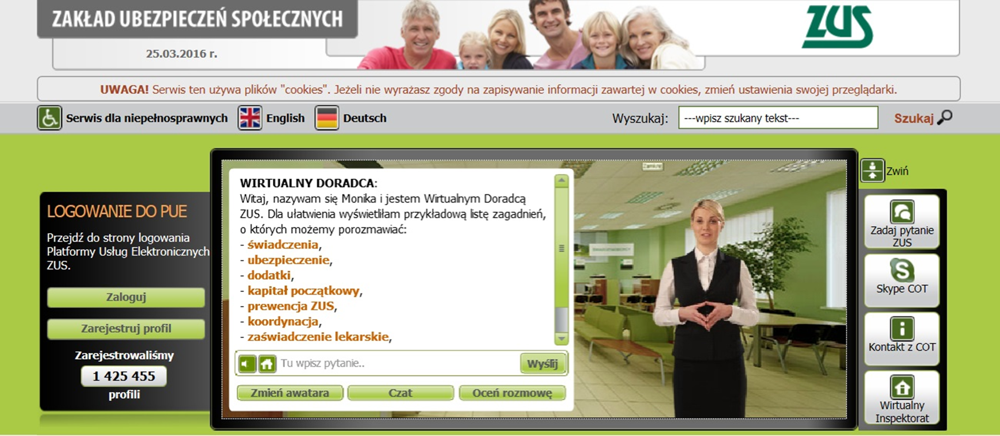 ZAKŁAD UBEZPIECZEŃ SPOŁECZNYCH
ZUS
25.03.2016 r.
UWAGA! Serwis ten używa plików "cookies". Jeżeli nie wyrażasz zgody na zapisywanie informacji zawartej w cookies, zmień ustawienia swojej przeglądarki.
Serwis dla niepełnosprawnych English Deutsch Wyszukaj: ---wpisz szukany tekst--- Szukaj
LOGOWANIE DO PUE
Przejdź do strony logowania
Platformy Usług Elektronicznych
ZUS.
Zaloguj
Zarejestruj profil
Zarejestrowaliśmy
1 425 455
profili
WIRTUALNY DORADCA:
Witaj, nazywam się Monika i jestem Wirtualnym Doradcą
ZUS. Dla ułatwienia wyświetliłam przykładową listę zagadnień,
o których możemy porozmawiać:
- świadczenia,
- ubezpieczenie,
- dodatki,
- kapitał początkowy,
- prewencja ZUS,
- koordynacja,
- zaświadczenie lekarskie,
Tu wpisz pytanie..
Wyślij
Zmień awatara Czat Oceń rozmowę
Zamknij
Zwiń
Zadaj pytanie
ZUS
Skype COT
Kontakt z COT
Wirtualny
Inspektorat